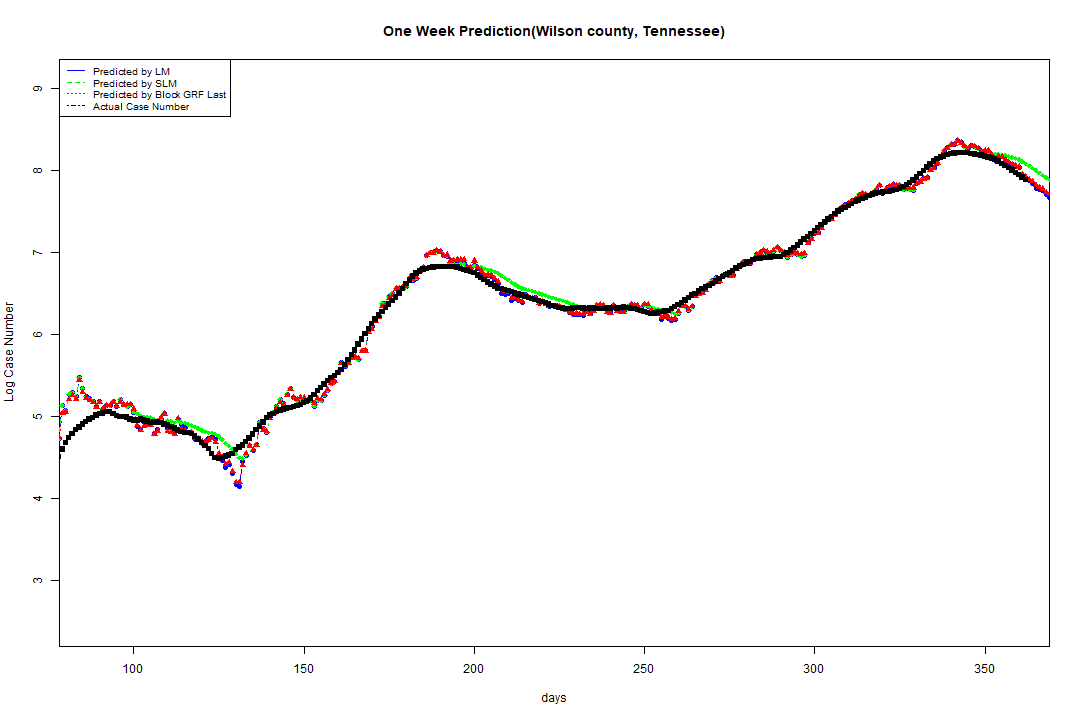 One Week Prediction(Wilson county, Tennessee)
Predicted by LM
Predicted by SLM
Predicted by Block GRF Last
Actual Case Number
9
8
7
6
5
4
3
Log Case Number
100 150 200 250 300 350
days